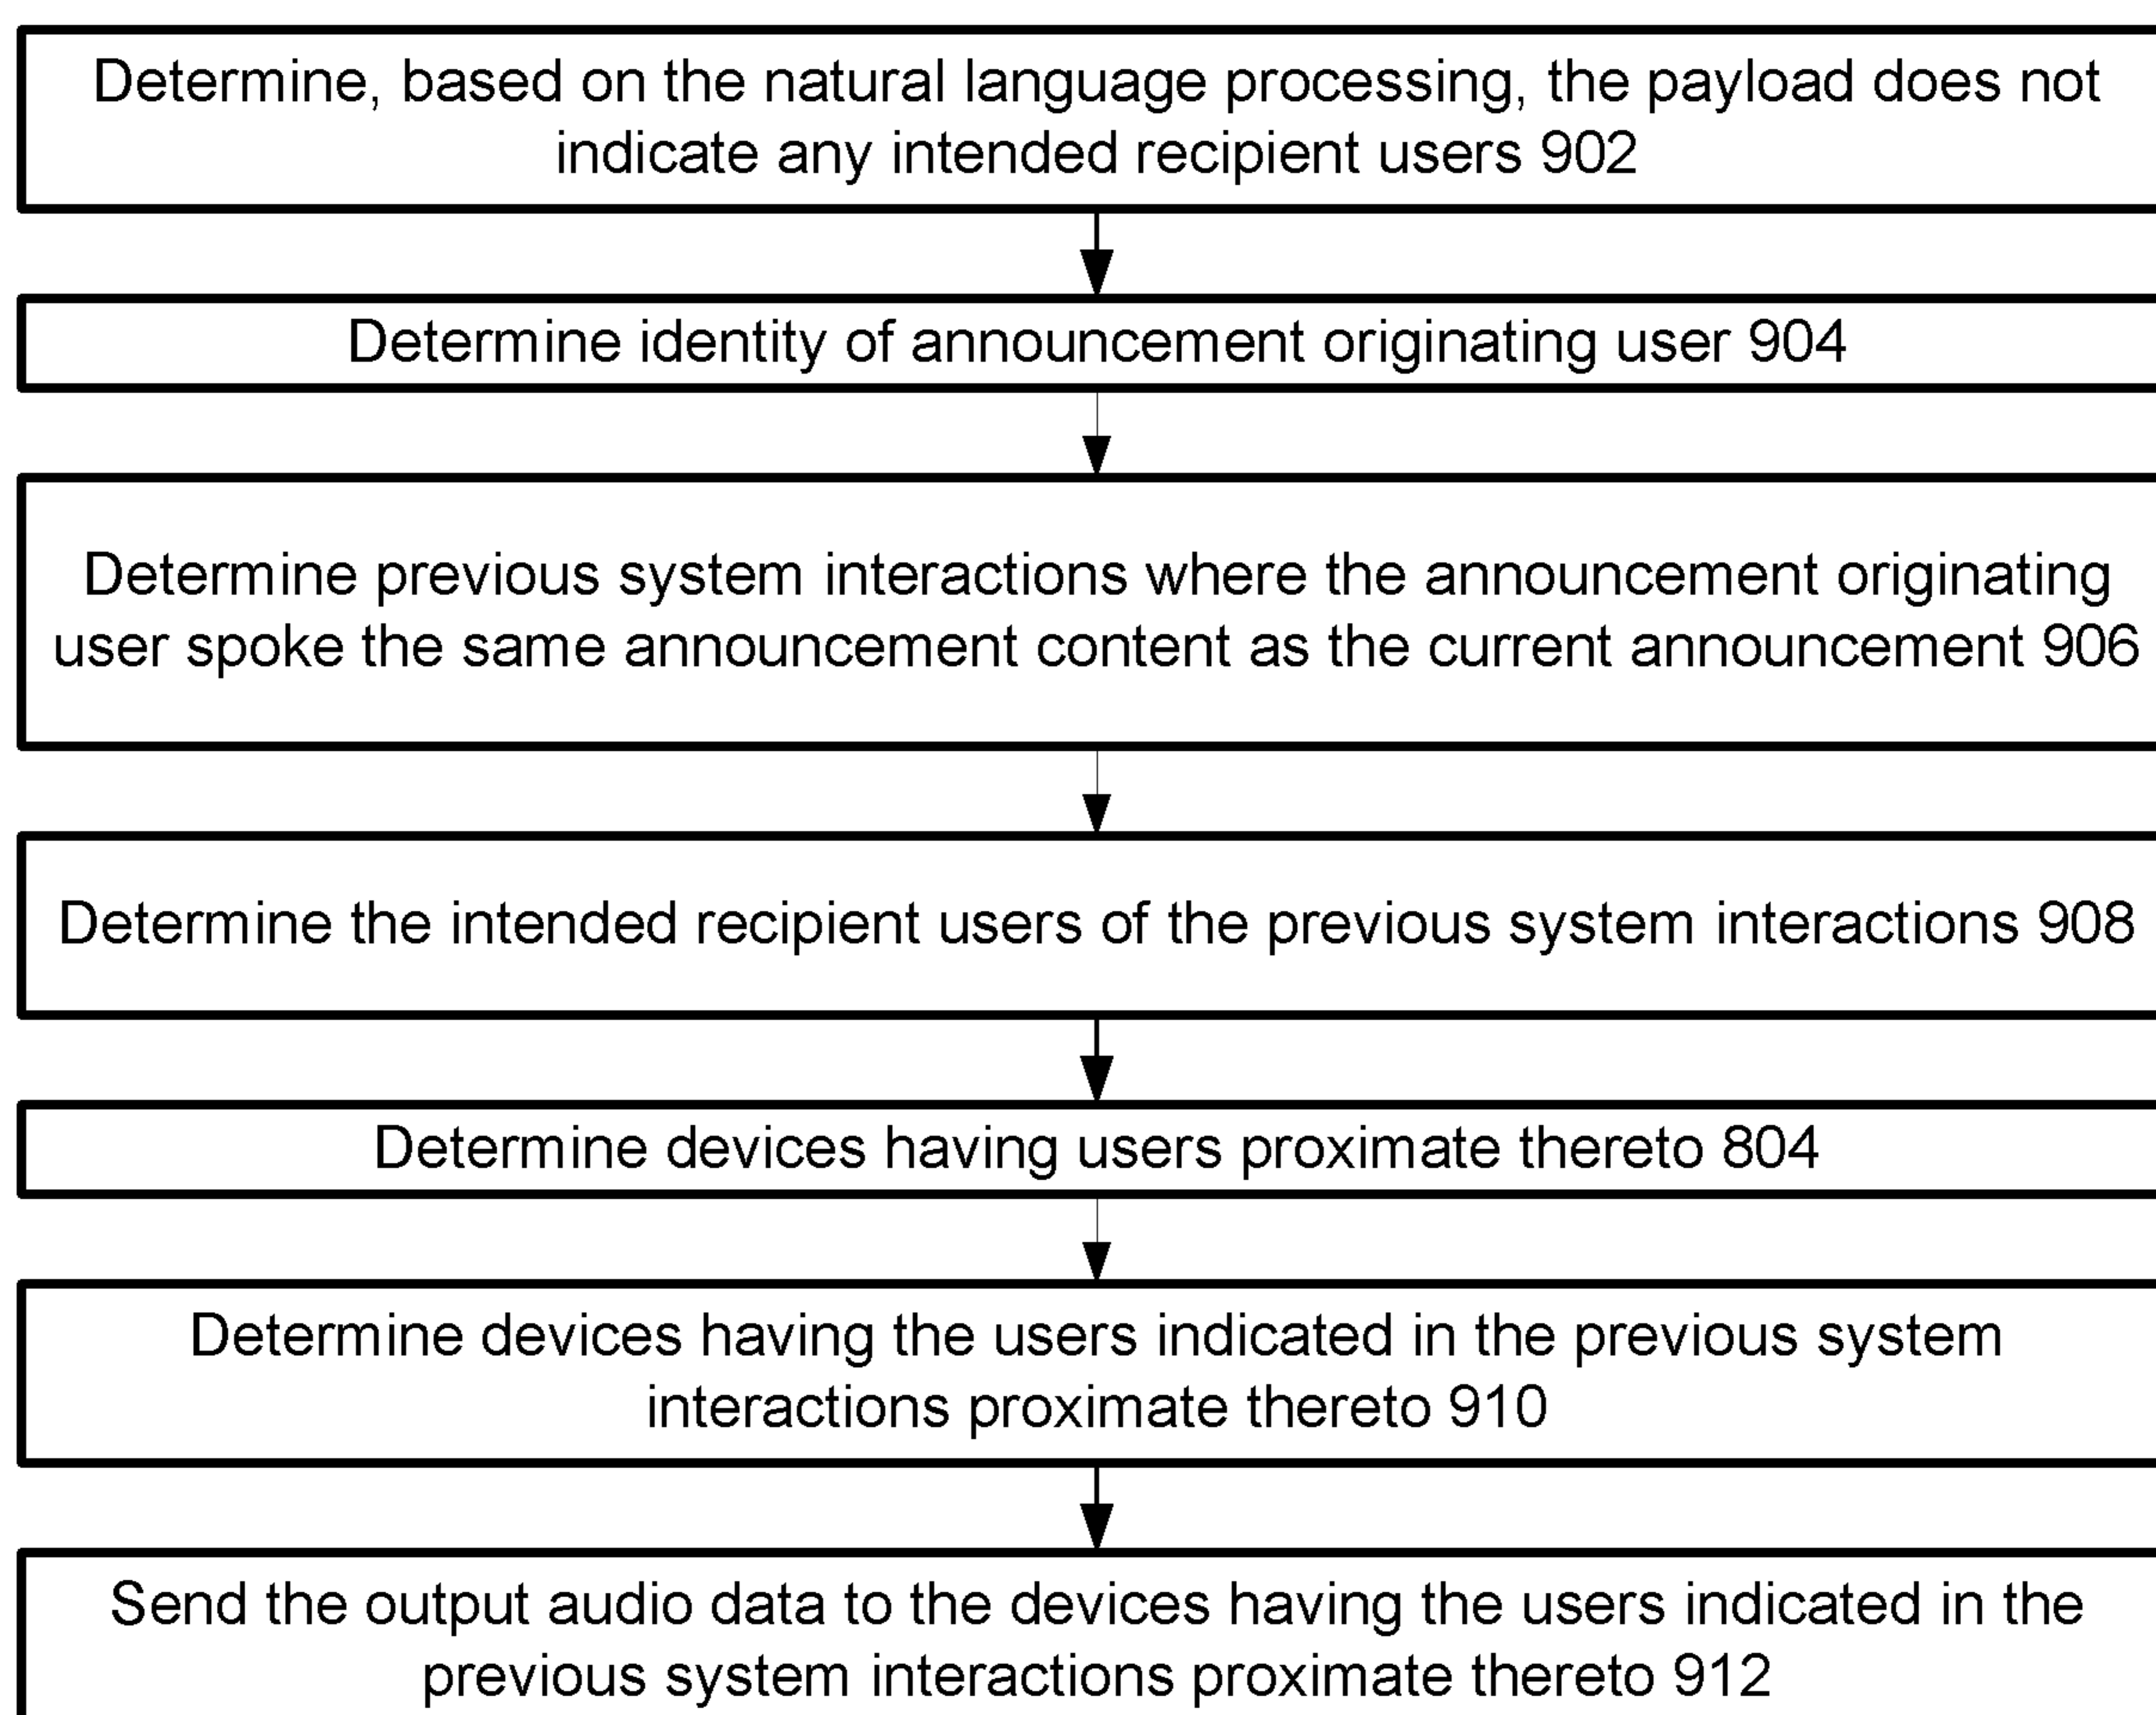 Determine, based on the natural language processing, the payload does not
indicate any intended recipient users 902
Determine identity of announcement originating user 904
Determine previous system interactions where the announcement originating
user spoke the same announcement content as the current announcement 906
Determine the intended recipient users of the previous system interactions 908
Determine devices having users proximate thereto 804
Determine devices having the users indicated in the previous system
interactions proximate thereto 910
Send the output audio data to the devices having the users indicated in the
previous system interactions proximate thereto 912